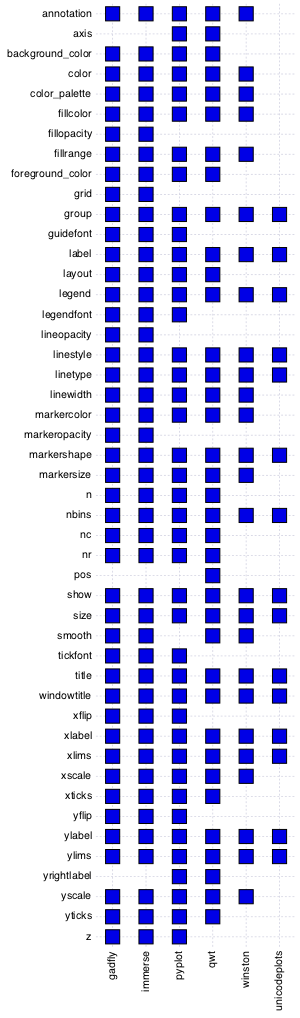 annotation
axis
background_color
color
color_palette
fillcolor
fillopacity
fillrange
foreground_color
grid
group
guidefont
label
layout
legend
legendfont
lineopacity
linestyle
linetype
linewidth
markercolor
markeropacity
markershape
markersize
n
nbins
nc
nr
pos
show
size
smooth
tickfont
title
windowtitle
xflip
xlabel
xlims
xscale
xticks
yflip
ylabel
ylims
yrightlabel
yscale
yticks
z
gadfly
immerse
pyplot
qwt
winston
unicodeplots